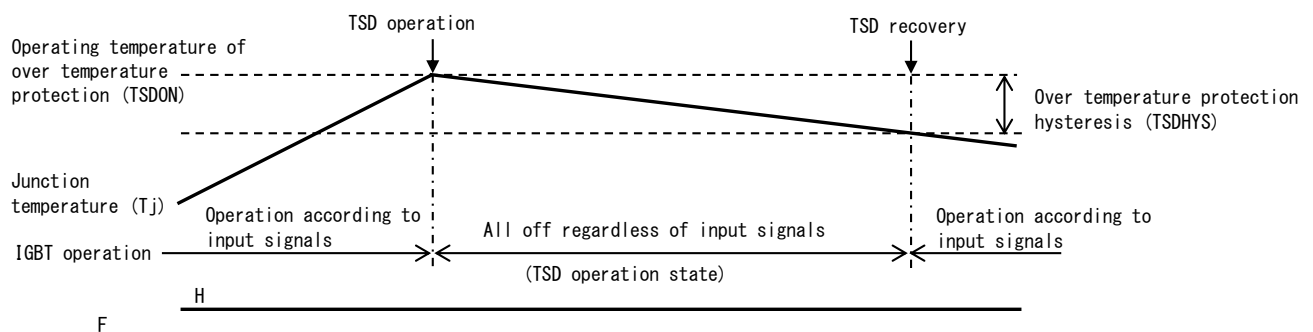 TSD operation
TSD recovery
Operating temperature of
over temperature
protection (TSDON)
Over temperature protection
hysteresis (TSDHYS)
Junction
temperature (Tj)
Operation according to
input signals
All off regardless of input signals
Operation according to
input signals
IGBT operation
(TSD operation state)
H
F